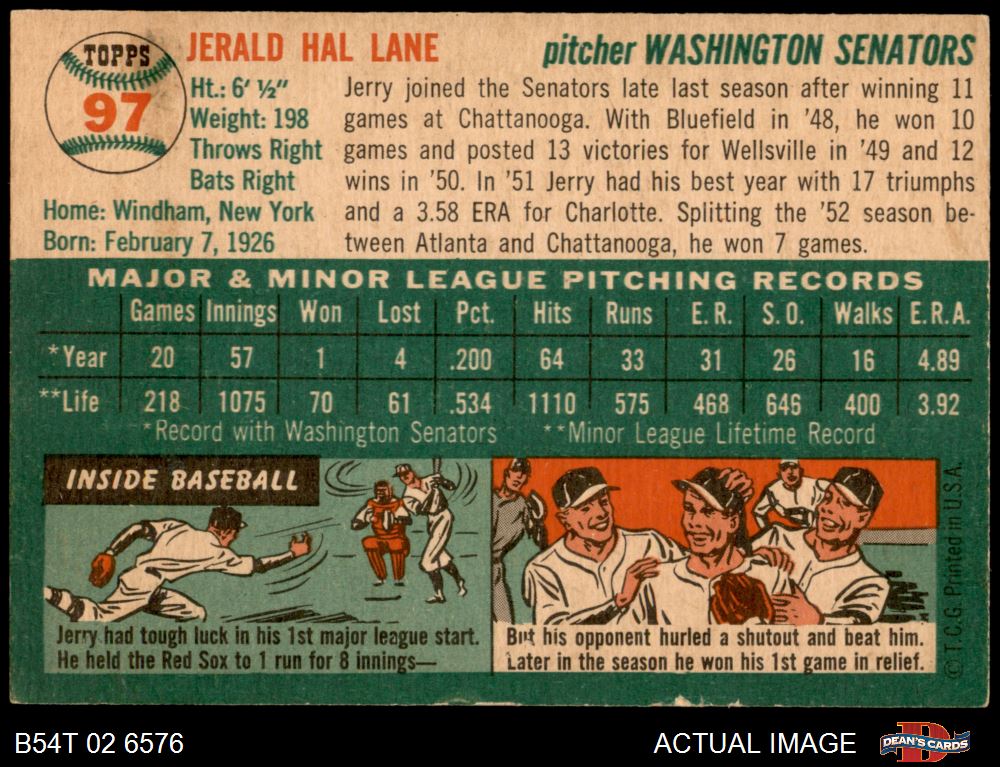 TOPPS
97
JERALD HAL LANE
pitcher WASHINGTON SENATORS
Ht.: 6' ½"
Weight: 198
Throws Right
Bats Right
Home: Windham, New York
Born: February 7, 1926
Jerry joined the Senators late last season after winning 11
games at Chattanooga. With Bluefield in '48, he won 10
games and posted 13 victories for Wellsville in '49 and 12
wins in '50. In '51 Jerry had his best year with 17 triumphs
and a 3.58 ERA for Charlotte. Splitting the '52 season be-
tween Atlanta and Chattanooga, he won 7 games.
MAJOR & MINOR LEAGUE PITCHING RECORDS
Games Innings Won Lost Pct. Hits Runs E.R. S.O. Walks E.R.A.
*Year 20 57 1 4 .200 64 33 31 26 16 4.89
**Life 218 1075 70 61 .534 1110 575 468 646 400 3.92
*Record with Washington Senators **Minor League Lifetime Record
INSIDE BASEBALL
Jerry had tough luck in his 1st major league start.
He held the Red Sox to 1 run for 8 innings—
But his opponent hurled a shutout and beat him.
Later in the season he won his 1st game in relief.
© T.C.G. Printed in U.S.A.
B54T 02 6576
ACTUAL IMAGE
DEAN'S CARDS